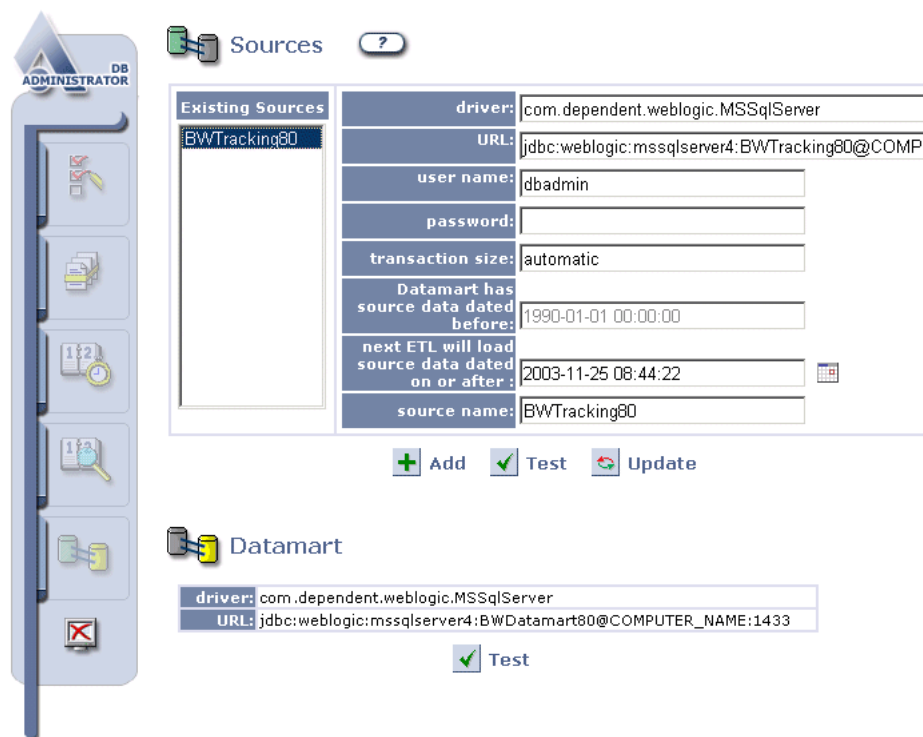 DB
ADMINISTRATOR
Sources ?
Existing Sources
BWTracking80
driver: com.dependent.weblogic.MSSqlServer
URL: jdbc:weblogic:mssqlserver4:BWTracking80@COMP
user name: dbadmin
password:
transaction size: automatic
Datamart has
source data dated
before: 1990-01-01 00:00:00
next ETL will load
source data dated
on or after : 2003-11-25 08:44:22
source name: BWTracking80
Add Test Update
Datamart
driver: com.dependent.weblogic.MSSqlServer
URL: jdbc:weblogic:mssqlserver4:BWDatamart80@COMPUTER_NAME:1433
Test